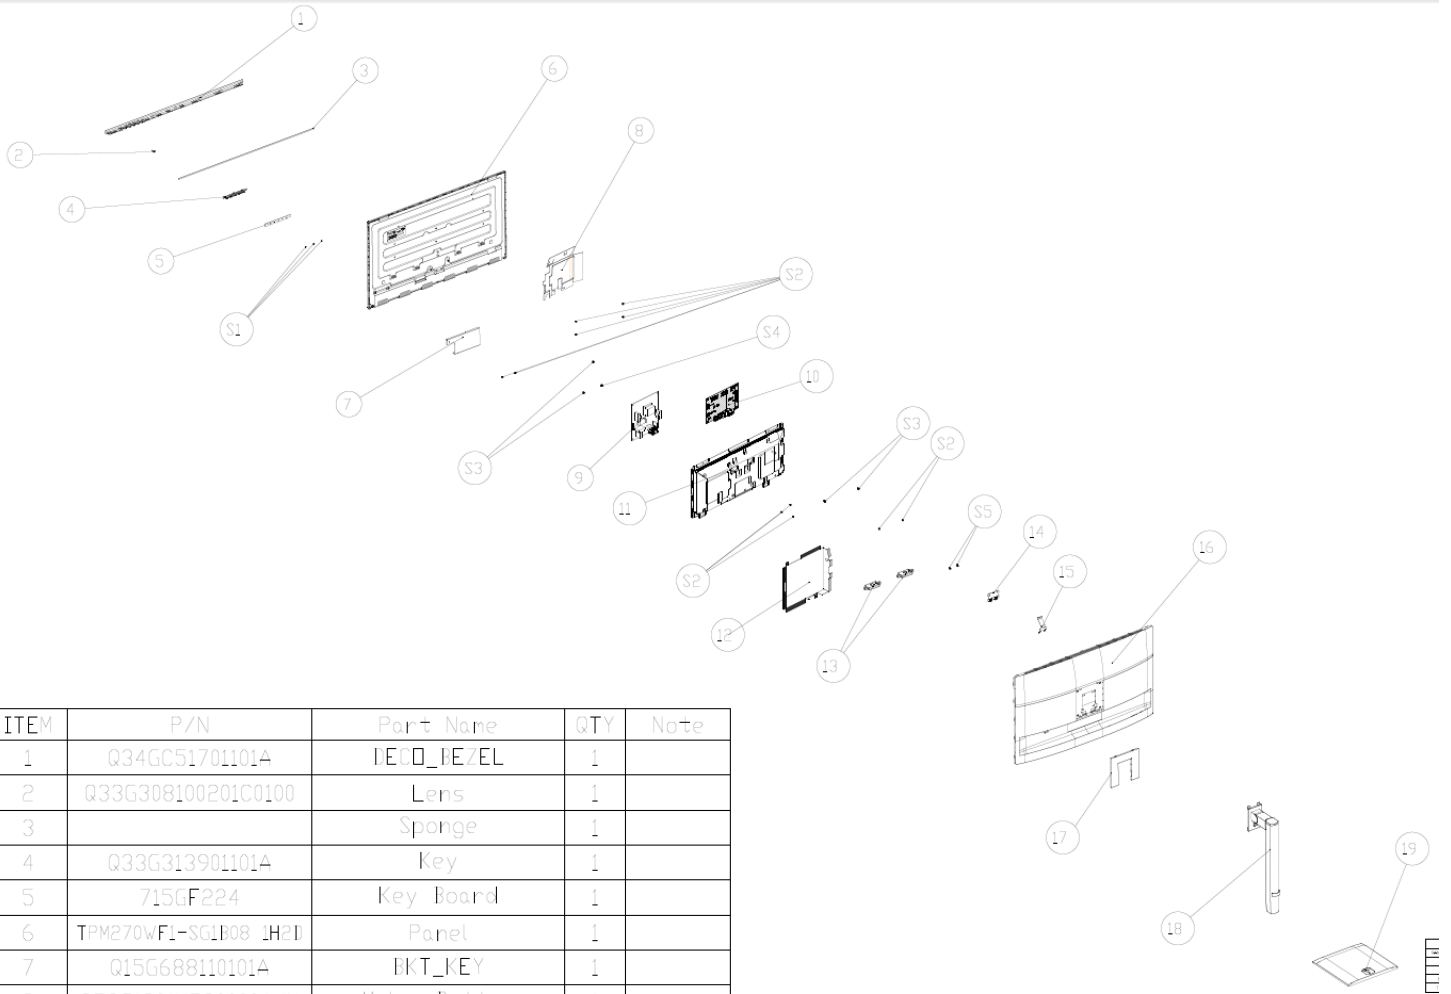 1
3
6
8
2
4
5
S1
S2
S4
7
10
S3
9
S3
S2
11
S5
14
16
S2
15
12
13
17
19
18
ITEM P/N Part Name QTY Note
1 Q34GC51701101A DECO_BEZEL 1
2 Q33G308100201C0100 Lens 1
3 Sponge 1
4 Q33G313901101A Key 1
5 715GF224 Key Board 1
6 TPM270WF1-SG1B08 1H2D Panel 1
7 Q15G688110101A BKT_KEY 1